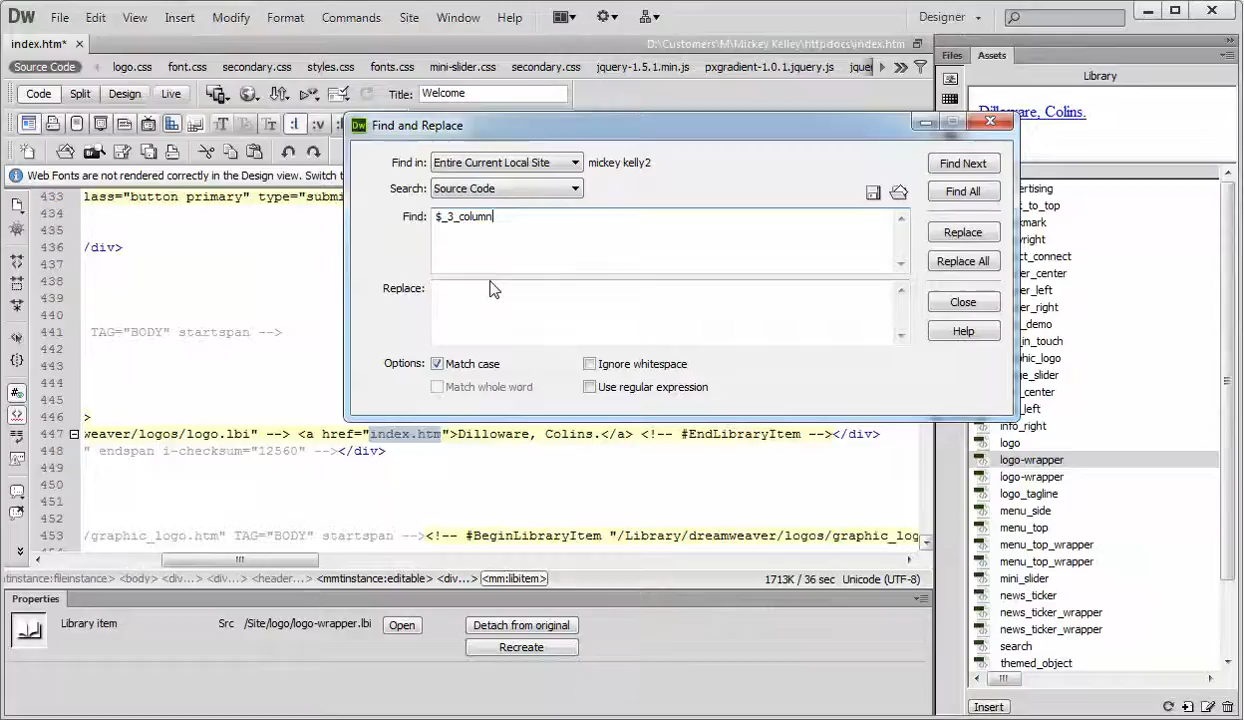 Dw File Edit View Insert Modify Format Commands Site Window Help Designer
index.htm* × D:\Customers\M\Mickey Kelley\httpdocs\index.htm
Source Code logo.css font.css secondary.css styles.css fonts.css mini-slider.css secondary.css jquery-1.5.1.min.js pxgradient-1.0.1.jquery.js
Code Split Design Live Title: Welcome
Web Fonts are not rendered correctly in the Design view. Switch t
433 lass="button primary" type="subm
434
435
436 /div>
437
438
439
440
441 TAG="BODY" startspan -->
442
443
444
445
446 >
447 weaver/logos/logo.lbi" --> <a href="index.htm">Dilloware, Colins.</a> <!-- #EndLibraryItem --></div>
448 " endspan i-checksum="12560" --></div>
449
450
451
452
453 /graphic_logo.htm" TAG="BODY" startspan --><!-- #BeginLibraryItem "/Library/dreamweaver/logos/graphic_log
<body> <div...> <div...> <header...> <mminstance:editable> <div...> <mm:libitem> 1713K / 36 sec Unicode (UTF-8)
Properties
Library item Src /Site/logo/logo-wrapper.lbi Open Detach from original
Recreate
Dw Find and Replace
Find in: Entire Current Local Site mickey kelly2 Find Next
Search: Source Code Find All
Find: $_3_column
Replace
Replace All
Replace:
Close
Help
Options: Match case Ignore whitespace
Match whole word Use regular expression
Files Assets
Library
Dilloware, Colins.
logo
logo-wrapper
logo-wrapper
logo_tagline
menu_side
menu_top
menu_top_wrapper
menu_top_wrapper
mini_slider
news_ticker
news_ticker_wrapper
news_ticker_wrapper
search
themed_object
Insert